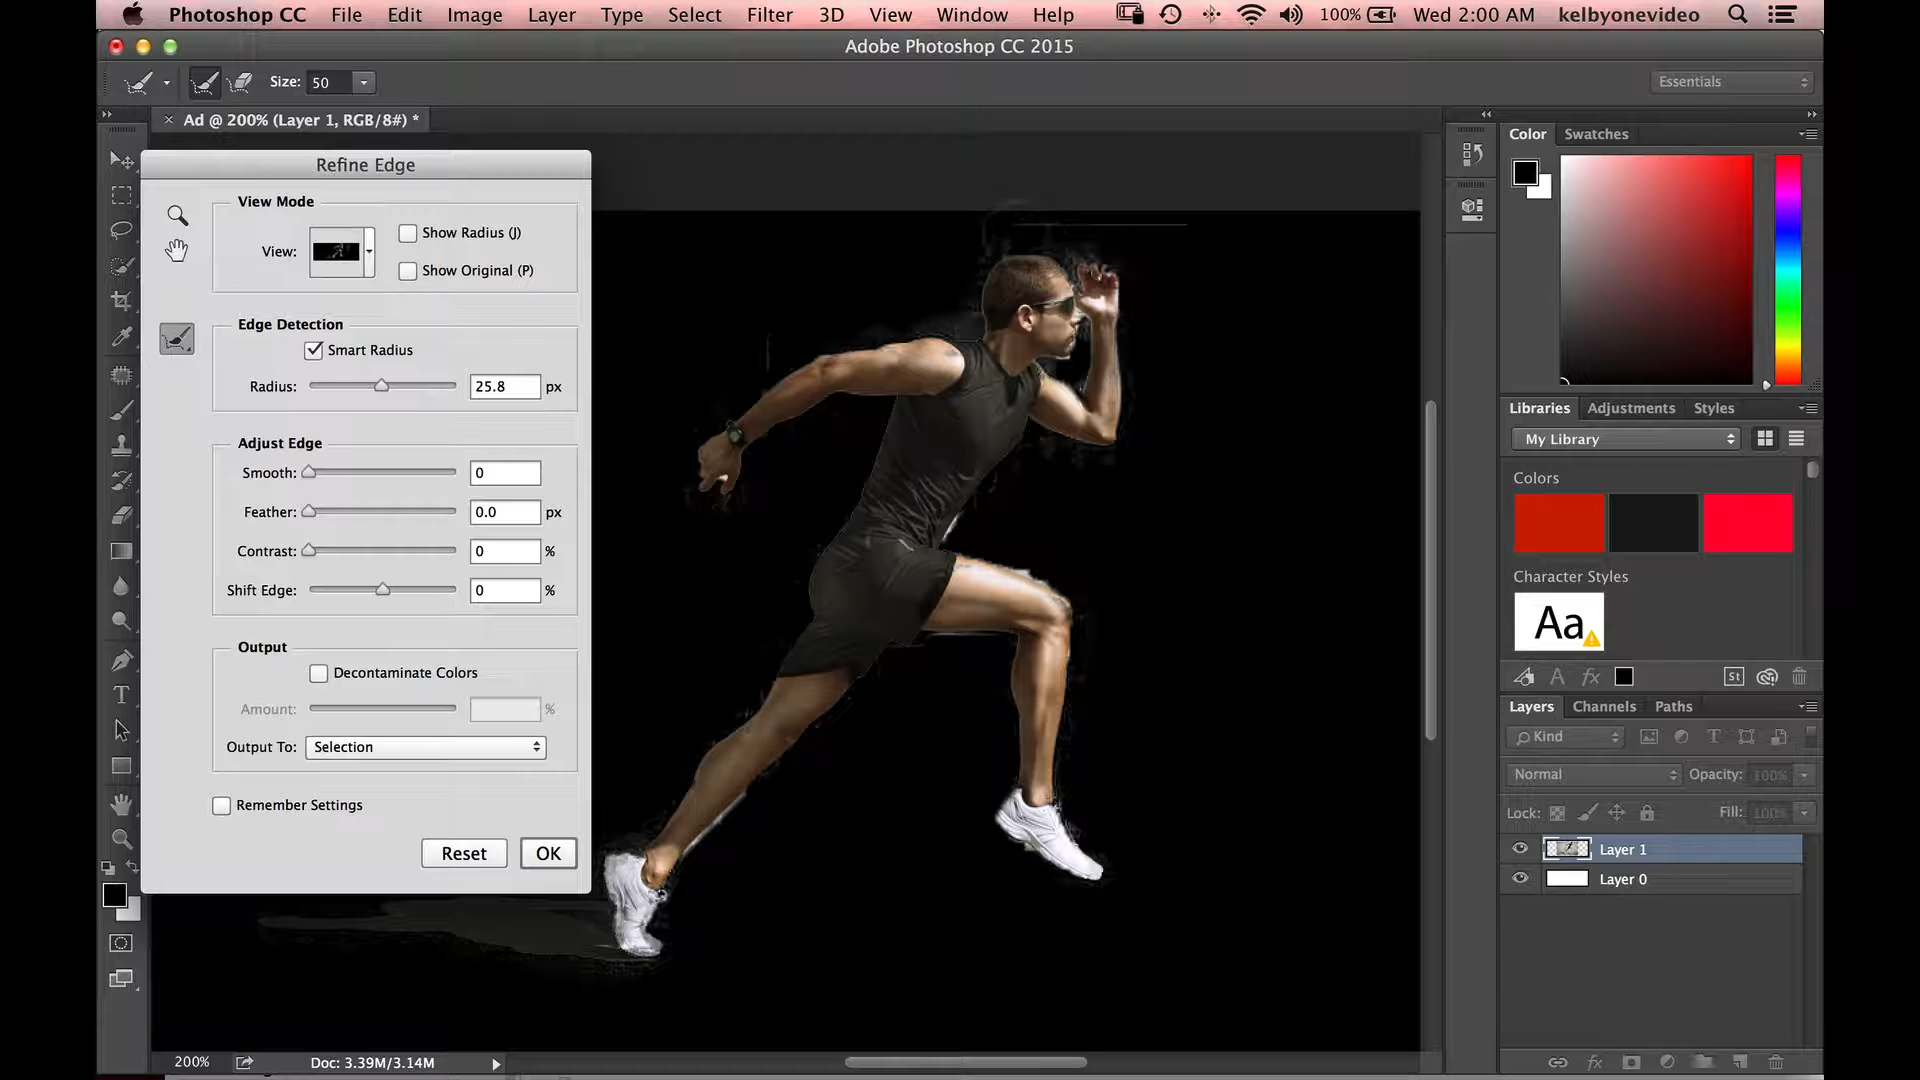 Photoshop CC File Edit Image Layer Type Select Filter 3D View Window Help 100% Wed 2:00 AM kelbyonevideo
Adobe Photoshop CC 2015
Size: 50 Essentials
Ad @ 200% (Layer 1, RGB/8#) *
Refine Edge
View Mode
View:
Show Radius (J)
Show Original (P)
Edge Detection
Smart Radius
Radius: 25.8 px
Adjust Edge
Smooth: 0
Feather: 0.0 px
Contrast: 0 %
Shift Edge: 0 %
Output
Decontaminate Colors
Amount: %
Output To: Selection
Remember Settings
Reset OK
T
200% Doc: 3.39M/3.14M
Color Swatches
Libraries Adjustments Styles
My Library
Colors
Character Styles
Aa
A fx St
Layers Channels Paths
Kind T
Normal Opacity: 100%
Lock: Fill: 100%
Layer 1
Layer 0
fx